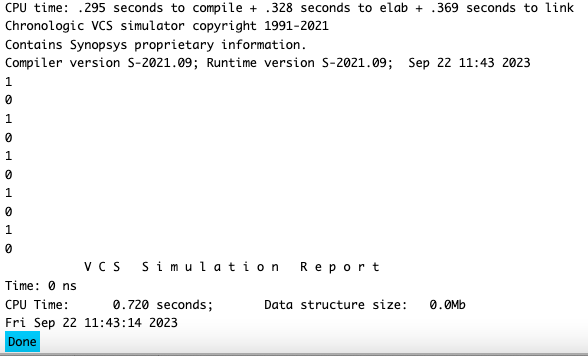 CPU time: .295 seconds to compile + .328 seconds to elab + .369 seconds to link
Chronologic VCS simulator copyright 1991-2021
Contains Synopsys proprietary information.
Compiler version S-2021.09; Runtime version S-2021.09;  Sep 22 11:43 2023
1
0
1
0
1
0
1
0
1
0
V C S   S i m u l a t i o n   R e p o r t
Time: 0 ns
CPU Time:      0.720 seconds;       Data structure size:   0.0Mb
Fri Sep 22 11:43:14 2023
Done